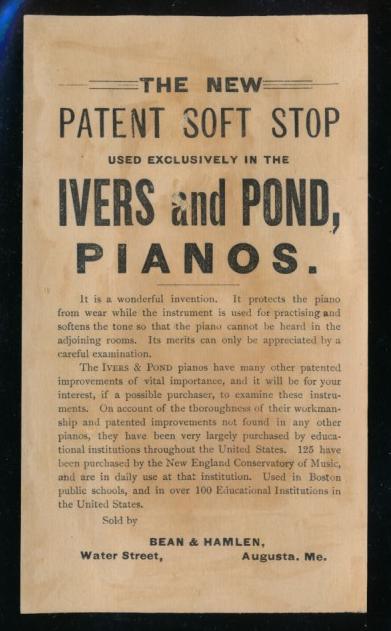 THE NEW
PATENT SOFT STOP
USED EXCLUSIVELY IN THE
IVERS and POND,
PIANOS.
It is a wonderful invention. It protects the piano
from wear while the instrument is used for practising and
softens the tone so that the piano cannot be heard in the
adjoining rooms. Its merits can only be appreciated by a
careful examination.
The IVERS & POND pianos have many other patented
improvements of vital importance, and it will be for your
interest, if a possible purchaser, to examine these instru-
ments. On account of the thoroughness of their workman-
ship and patented improvements not found in any other
pianos, they have been very largely purchased by educa-
tional institutions throughout the United States. 125 have
been purchased by the New England Conservatory of Music,
and are in daily use at that institution. Used in Boston
public schools, and in over 100 Educational Institutions in
the United States.
Sold by
BEAN & HAMLEN,
Water Street, Augusta. Me.